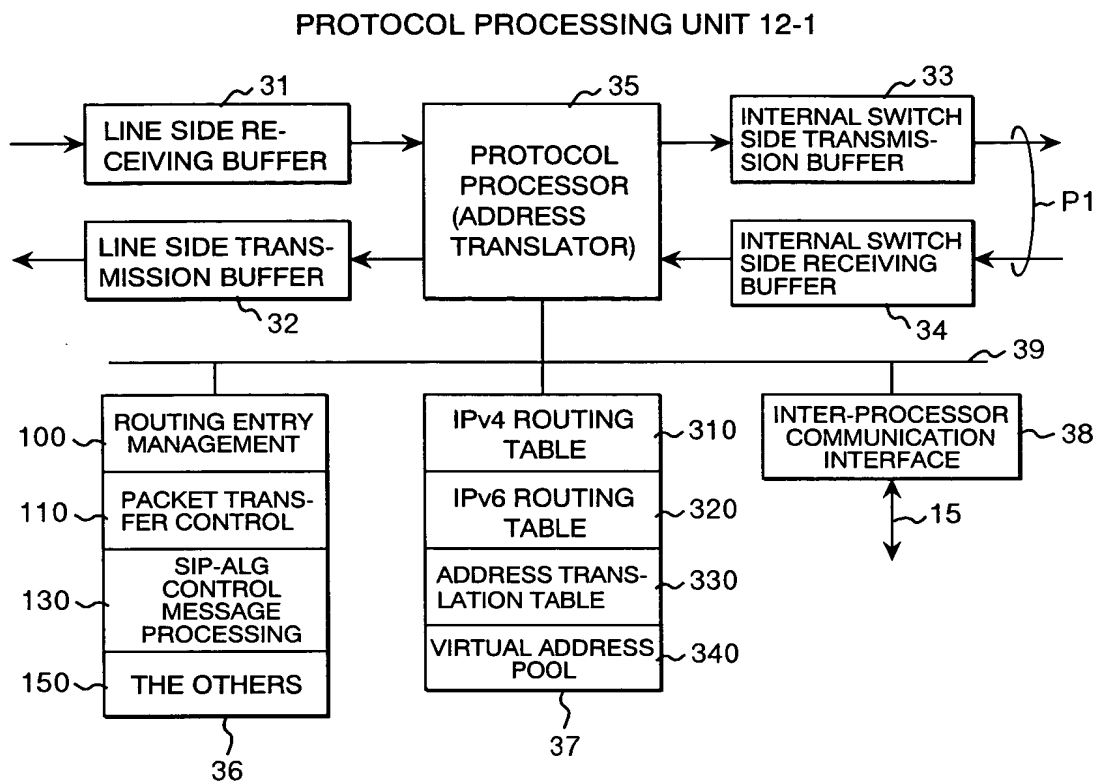 PROTOCOL PROCESSING UNIT 12-1
31
35
33
LINE SIDE RE-
CEIVING BUFFER
PROTOCOL
PROCESSOR
(ADDRESS
TRANSLATOR)
INTERNAL SWITCH
SIDE TRANSMIS-
SION BUFFER
P1
LINE SIDE TRANS-
MISSION BUFFER
INTERNAL SWITCH
SIDE RECEIVING
BUFFER
32
34
39
100
ROUTING ENTRY
MANAGEMENT
110
PACKET TRANS-
FER CONTROL
130
SIP-ALG
CONTROL
MESSAGE
PROCESSING
150
THE OTHERS
36
IPv4 ROUTING
TABLE
310
IPv6 ROUTING
TABLE
320
ADDRESS TRANS-
LATION TABLE
330
VIRTUAL ADDRESS
POOL
340
37
INTER-PROCESSOR
COMMUNICATION
INTERFACE
38
15